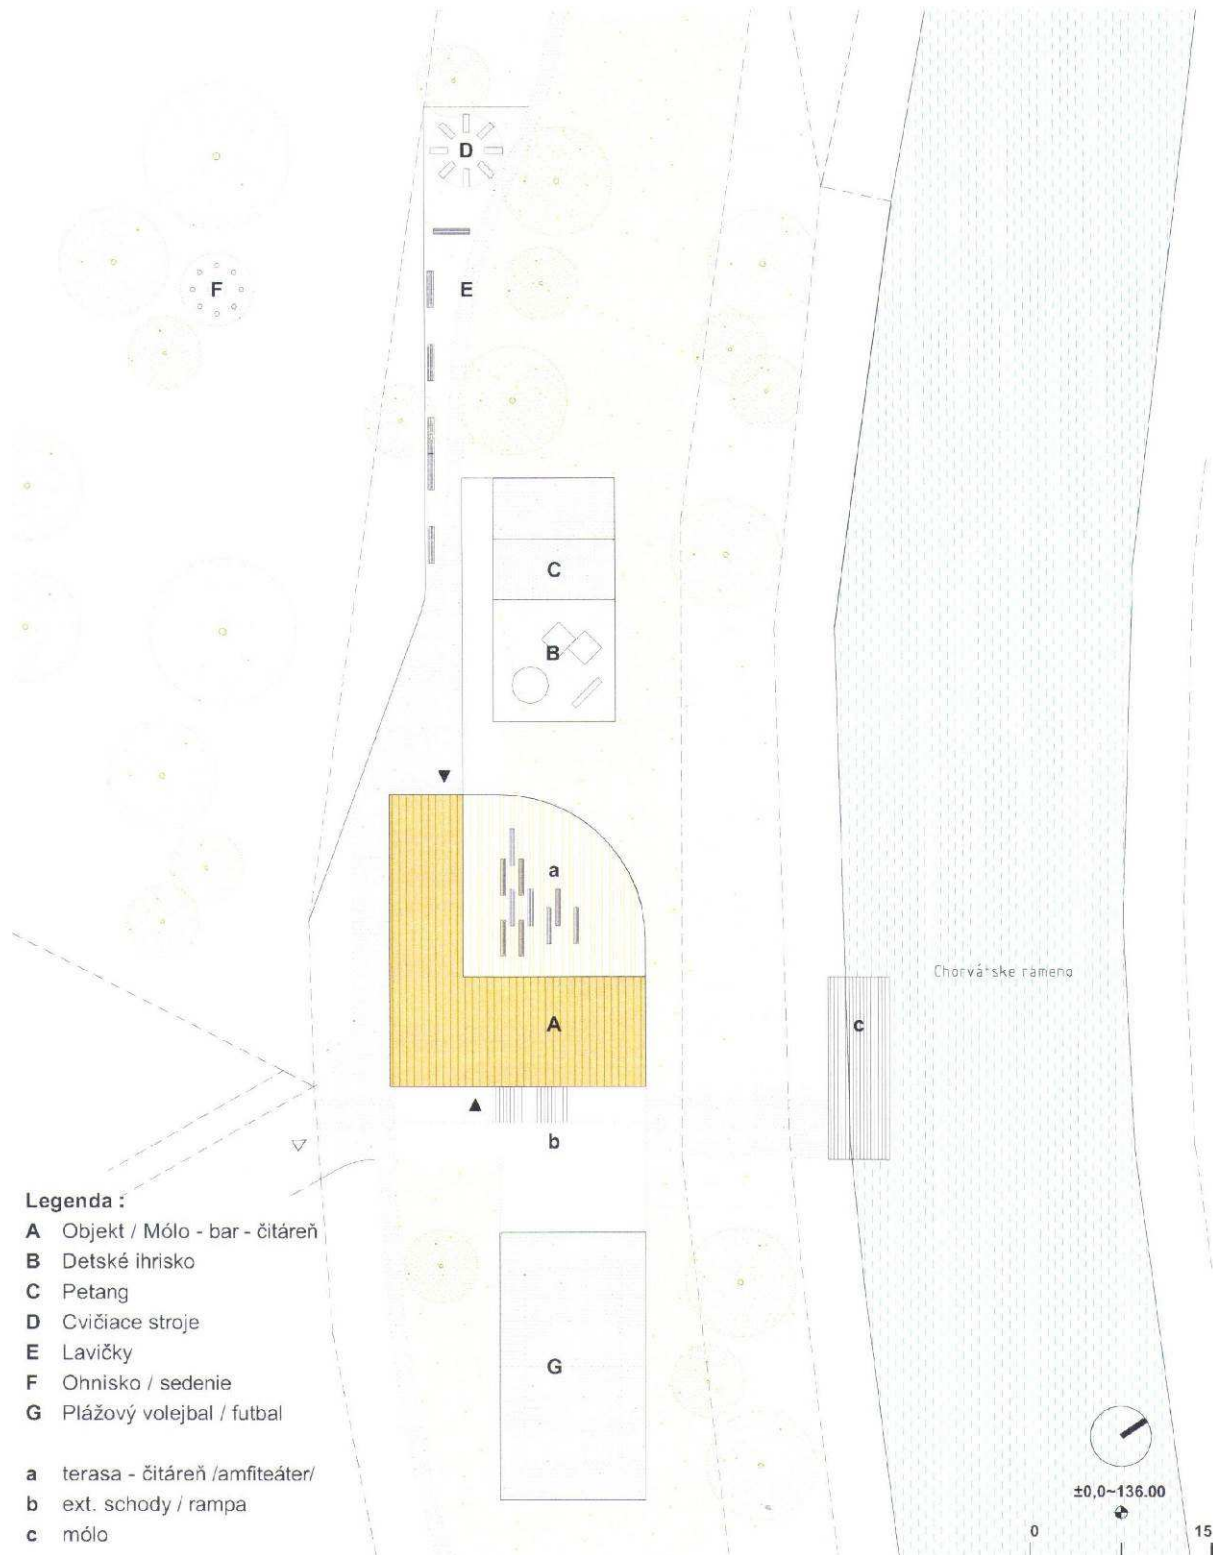 D
E
F
C
B
a
Chorvátske rameno
A
c
b
Legenda :
A Objekt / Mólo - bar - čitáreň
B Detské ihrisko
C Petang
D Cvičiace stroje
E Lavičky
F Ohnisko / sedenie
G Plážový volejbal / futbal
G
a terasa - čitáreň /amfiteáter/
b ext. schody / rampa
c mólo
±0,0~136.00
0 15